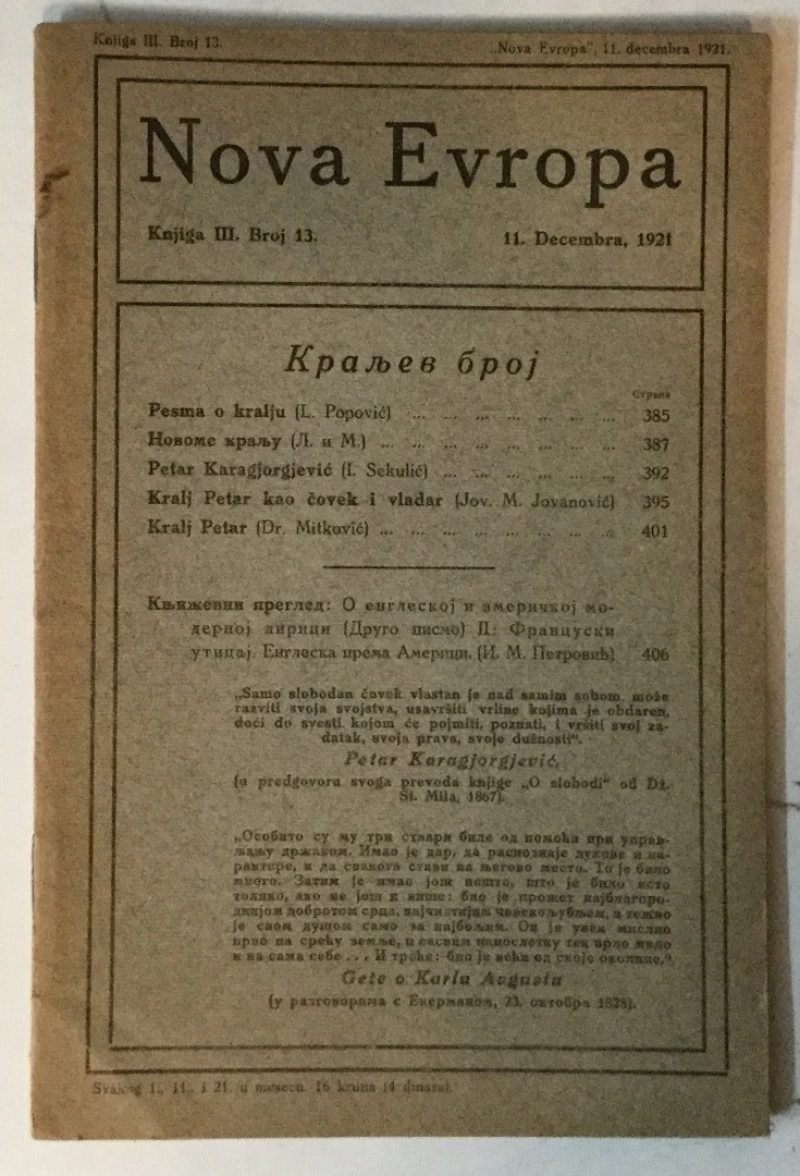 Knjiga III. Broj 13. „Nova Evropa“, 11. decembra 1921.
Nova Evropa
Knjiga III. Broj 13. 11. Decembra, 1921
Краљев број
Страна
Pesma o kralju (L. Popović) ... ... ... ... ... ... ... 385
Новоме краљу (Л. и М.) ... ... ... ... ... ... ... ... 387
Petar Karagjorgjević (I. Sekulić) ... ... ... ... ... ... 392
Kralj Petar kao čovek i vladar (Jov. M. Jovanović) 395
Kralj Petar (Dr. Mitković) ... ... ... ... ... ... ... ... 401
Књижевни преглед: О енглеској и америчкој мо-
дерној лирици (Друго писмо) II: Француски
утицај. Енглеска према Америци. (И. М. Петровић) 406
„Samo slobodan čovek vlastan je nad samim sobom, može
razviti svoja svojstva, usavršiti vrline kojima je obdaren,
doći do svesti kojom će pojmiti, poznati, i vršiti svoj za-
datak, svoja prava, svoje dužnosti“.
Petar Karagjorgjević,
(u predgovoru svoga prevoda knjige „O slobodi“ od Dž.
St. Mila, 1867).
„Особито су му три ствари биле од помоћи при управ-
љању државом. Имао је дар, да распознаје духове и ка-
рактере, и да свакога стави на његово место. То је било
много. Затим је имао још нешто, што је било исто
толико, ако не још и више: био је прожет најблагоро-
днијом добротом срца, најчистијим човекољубљем, и тежио
је свом душом само за најбољим. Он је увек мислио
прво на срећу земље, и сасвим напослетку тек врло мало
и на сама себе ... И треће: био је већи од своје околине.“
Gete o Karlu Avgustu
(у разговорима с Екерманом, 23. октобра 1828).
Svakog 1., 11., i 21. u mesecu. 16 kruna (4 dinara).